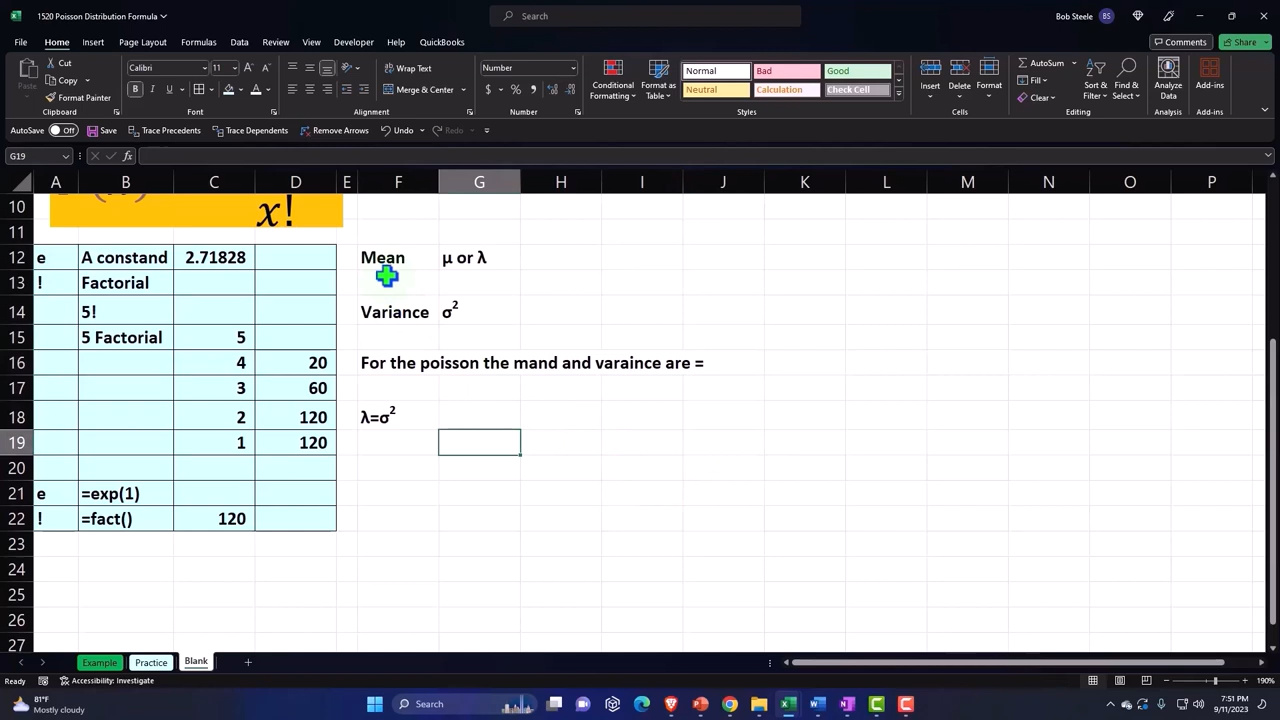 1520 Poisson Distribution Formula
Search
Bob Steele
BS
File Home Insert Page Layout Formulas Data Review View Developer Help QuickBooks
Comments
Share
Paste
Cut
Copy
Format Painter
Clipboard
Calibri
11
Font
Wrap Text
Merge & Center
Alignment
Number
Number
Conditional Formatting
Format as Table
Normal Bad Good
Neutral Calculation Check Cell
Styles
Insert Delete Format
Cells
AutoSum
Fill
Clear
Sort & Filter
Find & Select
Editing
Analyze Data
Analysis
Add-ins
Add-ins
AutoSave Off Save Trace Precedents Trace Dependents Remove Arrows Undo Redo
G19
fx
A B C D E F G H I J K L M N O P
10 x!
11
12 e A constand 2.71828 Mean μ or λ
13 ! Factorial
14 5! Variance σ²
15 5 Factorial 5
16 4 20 For the poisson the mand and varaince are =
17 3 60
18 2 120 λ=σ²
19 1 120
20
21 e =exp(1)
22 ! =fact() 120
23
24
25
26
27
Example Practice Blank
Ready Accessibility: Investigate
190%
81°F
Mostly cloudy
Search
7:51 PM
9/11/2023